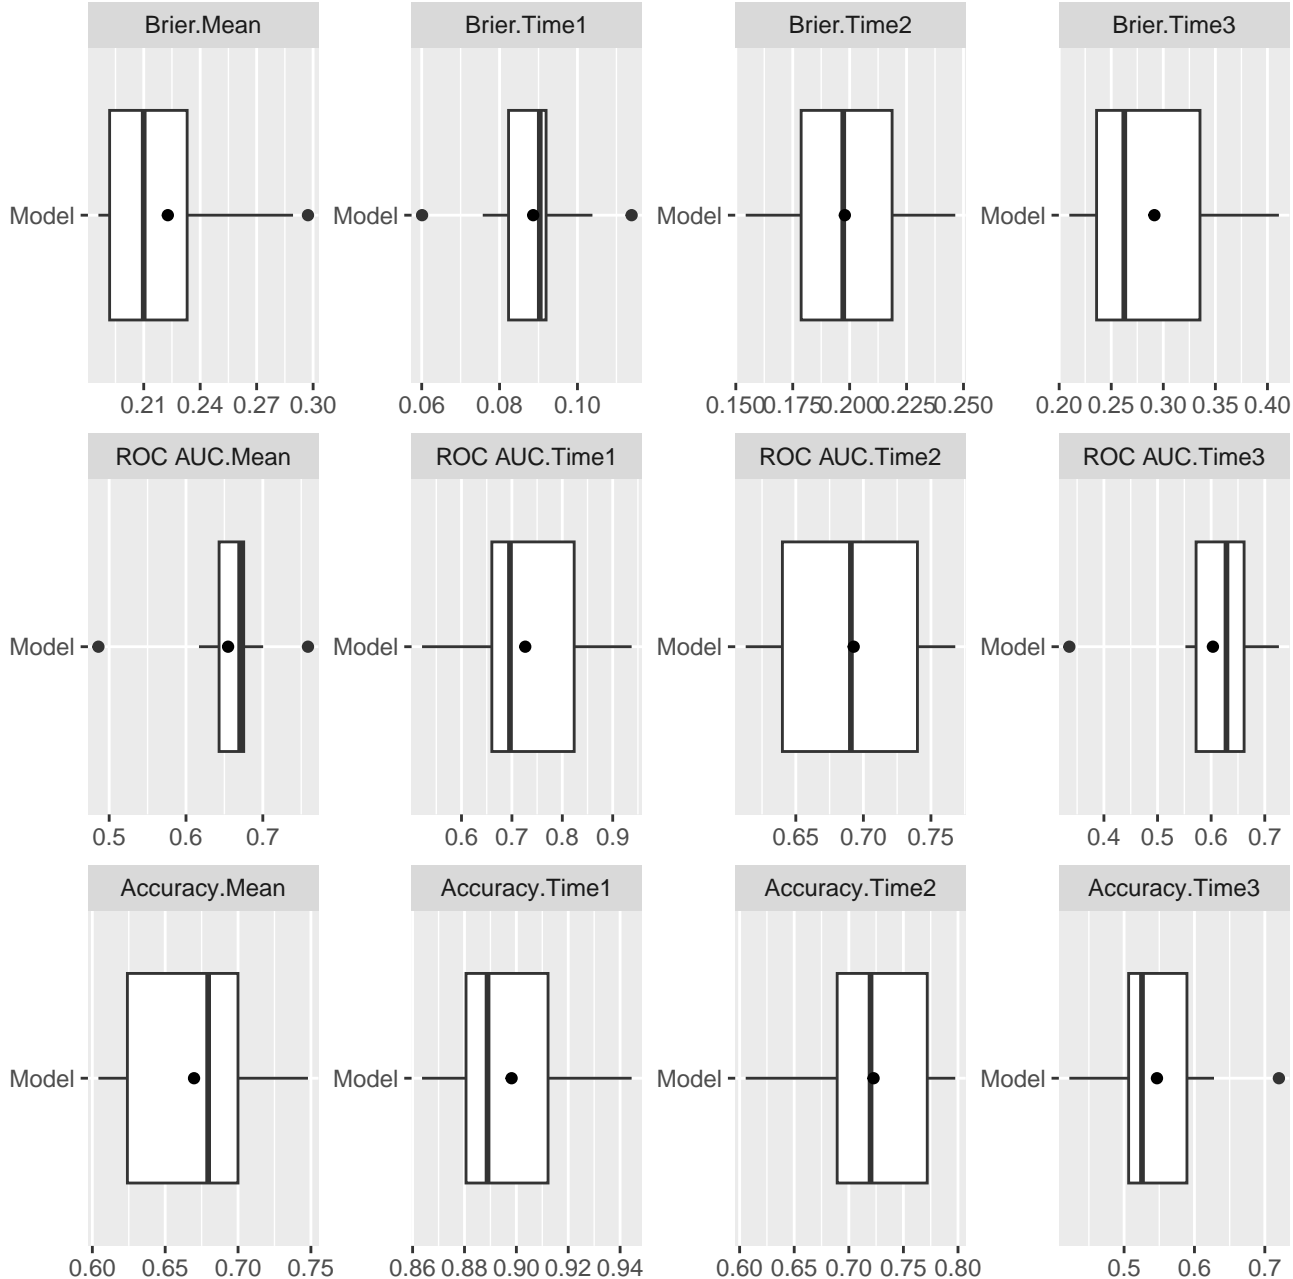 Brier.Mean Brier.Time1 Brier.Time2 Brier.Time3
Model Model Model Model
0.21 0.24 0.27 0.30 0.06 0.08 0.10 0.150 0.175 0.200 0.225 0.250 0.20 0.25 0.30 0.35 0.40
ROC AUC.Mean ROC AUC.Time1 ROC AUC.Time2 ROC AUC.Time3
Model Model Model Model
0.5 0.6 0.7 0.6 0.7 0.8 0.9 0.65 0.70 0.75 0.4 0.5 0.6 0.7
Accuracy.Mean Accuracy.Time1 Accuracy.Time2 Accuracy.Time3
Model Model Model Model
0.60 0.65 0.70 0.75 0.86 0.88 0.90 0.92 0.94 0.60 0.65 0.70 0.75 0.80 0.5 0.6 0.7